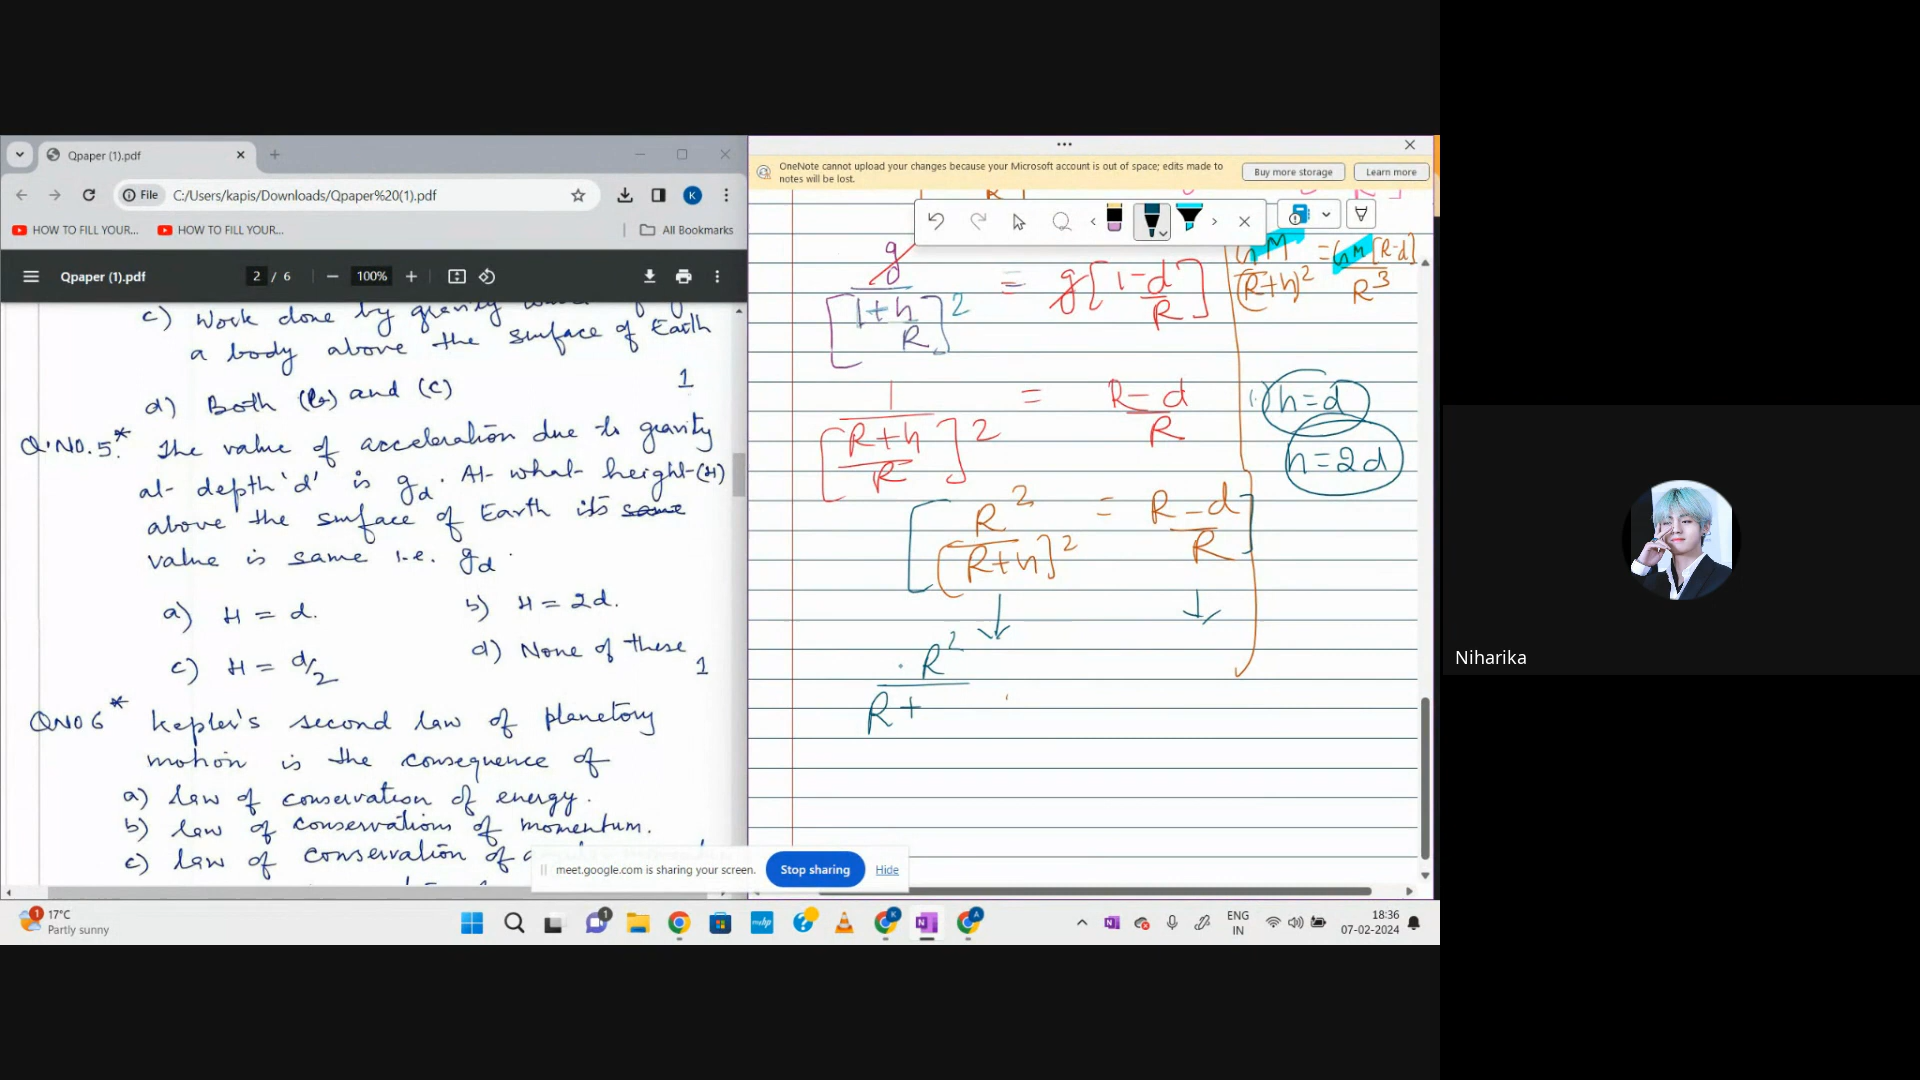 Qpaper (1).pdf
File
C:/Users/kapis/Downloads/Qpaper%20(1).pdf
K
HOW TO FILL YOUR...
HOW TO FILL YOUR...
All Bookmarks
Qpaper (1).pdf
2 / 6
100%
c) Work done by gravity
a body above the surface of Earth
d) Both (b) and (c)
1
Q.NO.5.* The value of acceleration due to gravity
at depth 'd' is gd. At what height (H)
above the surface of Earth its same
value is same i.e. gd.
a) H = d.
b) H = 2d.
c) H = d/2
d) None of these
1
QNO6* Kepler's second law of planetory
motion is the consequence of
a) law of conservation of energy.
b) law of conservations of momentum.
c) law of conservation of
OneNote cannot upload your changes because your Microsoft account is out of space; edits made to
notes will be lost.
Buy more storage
Learn more
g / [1+h/R]² = g[1-d/R]
GM/(R+h)² = GM[R-d]/R³
1/[R+h/R]² = R-d/R
1) h=d
h=2d
[R²/[R+h]² = R-d/R]
R²
R+
meet.google.com is sharing your screen.
Stop sharing
Hide
Niharika
1
17°C
Partly sunny
1
myhp
K
A
ENG
IN
18:36
07-02-2024